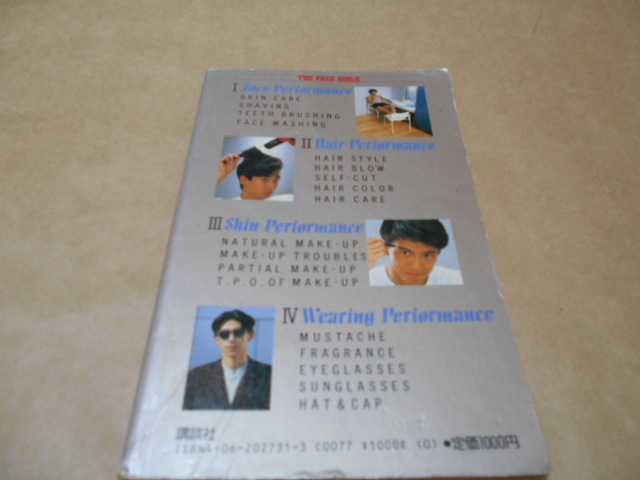 THE FACE BIBLE
I Face Performance
SKIN CARE
SHAVING
TEETH BRUSHING
FACE WASHING
II Hair Performance
HAIR STYLE
HAIR BLOW
SELF-CUT
HAIR COLOR
HAIR CARE
III Skin Performance
NATURAL MAKE-UP
MAKE-UP TROUBLES
PARTIAL MAKE-UP
T.P.O. OF MAKE-UP
IV Wearing Performance
MUSTACHE
FRAGRANCE
EYEGLASSES
SUNGLASSES
HAT & CAP
講談社
ISBN4-06-202731-3 C0077 ¥1000E (0) ●定価1000円